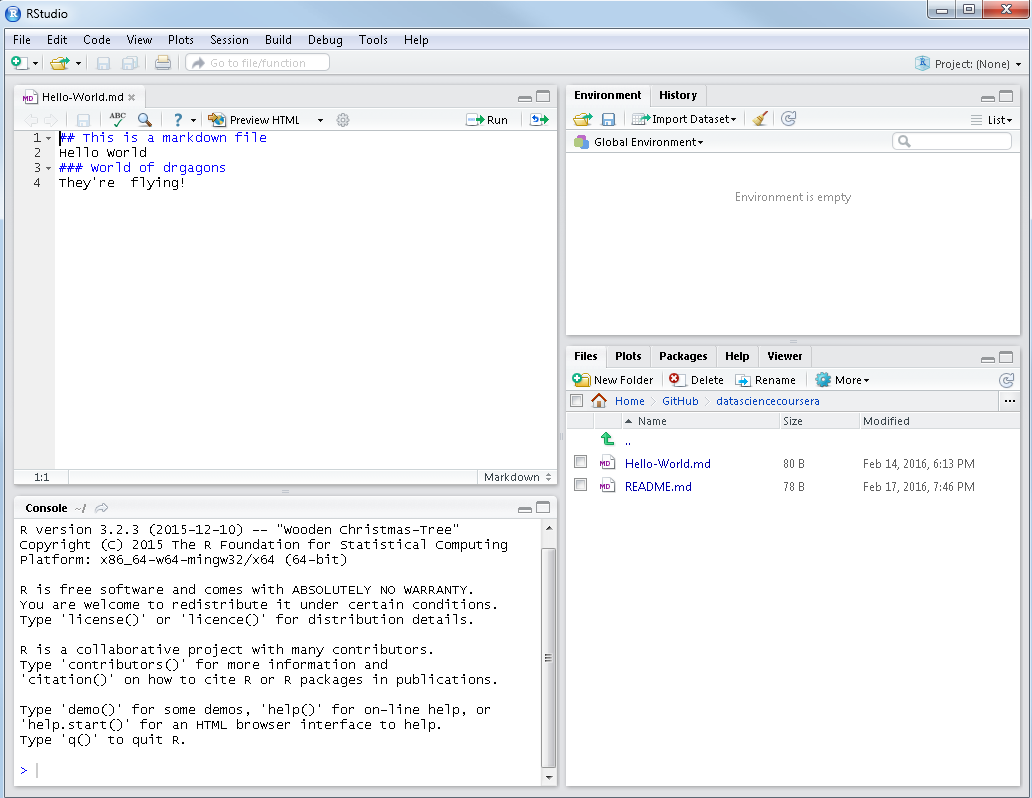 RStudio
File Edit Code View Plots Session Build Debug Tools Help
Go to file/function
Project: (None)
MD Hello-World.md
ABC ? Preview HTML Run
1 ## This is a markdown file
2 Hello World
3 ### World of drgagons
4 They're  flying!
1:1 Markdown
Console ~/
R version 3.2.3 (2015-12-10) -- "Wooden Christmas-Tree"
Copyright (C) 2015 The R Foundation for Statistical Computing
Platform: x86_64-w64-mingw32/x64 (64-bit)
R is free software and comes with ABSOLUTELY NO WARRANTY.
You are welcome to redistribute it under certain conditions.
Type 'license()' or 'licence()' for distribution details.
R is a collaborative project with many contributors.
Type 'contributors()' for more information and
'citation()' on how to cite R or R packages in publications.
Type 'demo()' for some demos, 'help()' for on-line help, or
'help.start()' for an HTML browser interface to help.
Type 'q()' to quit R.
>
Environment History
Import Dataset List
Global Environment
Environment is empty
Files Plots Packages Help Viewer
New Folder Delete Rename More
Home GitHub datasciencecoursera ...
Name Size Modified
..
MD Hello-World.md 80 B Feb 14, 2016, 6:13 PM
MD README.md 78 B Feb 17, 2016, 7:46 PM